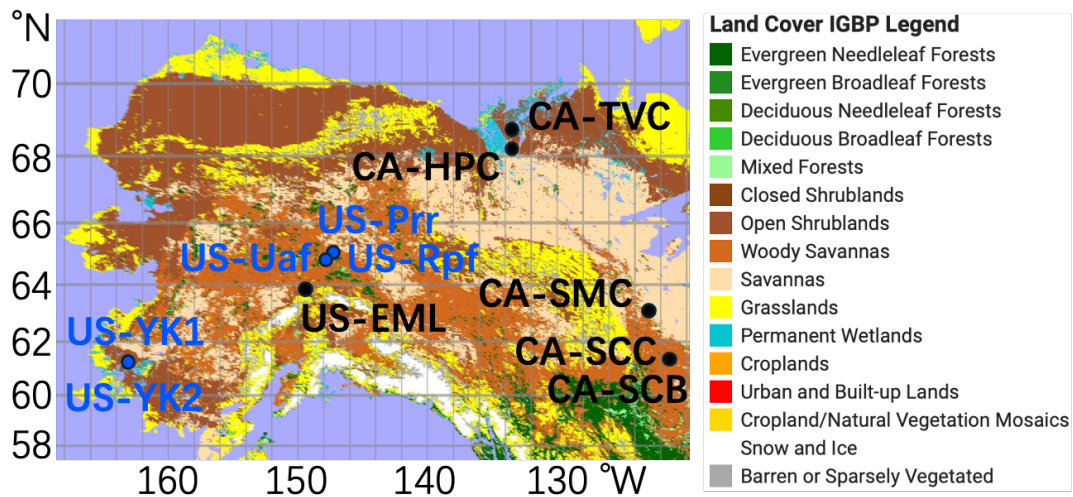 °N
70
68
66
64
62
60
58
CA-TVC
CA-HPC
US-Prr
US-Uaf
US-Rpf
CA-SMC
US-EML
US-YK1
CA-SCC
CA-SCB
US-YK2
160
150
140
130 °W
Land Cover IGBP Legend
Evergreen Needleleaf Forests
Evergreen Broadleaf Forests
Deciduous Needleleaf Forests
Deciduous Broadleaf Forests
Mixed Forests
Closed Shrublands
Open Shrublands
Woody Savannas
Savannas
Grasslands
Permanent Wetlands
Croplands
Urban and Built-up Lands
Cropland/Natural Vegetation Mosaics
Snow and Ice
Barren or Sparsely Vegetated